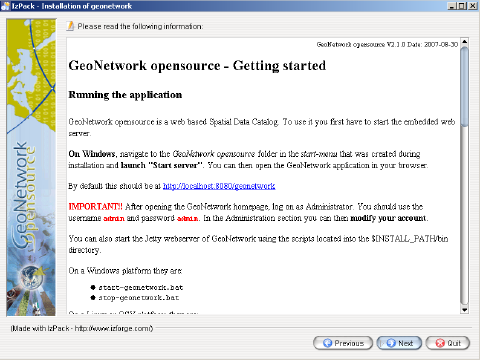 IzPack - Installation of geonetwork
Please read the following information:
GeoNetwork opensource V2.1.0 Date: 2007-08-30
GeoNetwork opensource - Getting started
Running the application
GeoNetwork opensource is a web based Spatial Data Catalog. To use it you first have to start the embedded web
server.
On Windows, navigate to the GeoNetwork opensource folder in the start-menu that was created during
installation and launch "Start server". You can then open the GeoNetwork application in your browser.
By default this should be at http://localhost:8080/geonetwork
IMPORTANT!! After opening the GeoNetwork homepage, log on as Administrator. You should use the
username admin and password admin. In the Administration section you can then modify your account.
You can also start the Jetty webserver of GeoNetwork using the scripts located into the $INSTALL_PATH/bin
directory.
On a Windows platform they are:
start-geonetwork.bat
stop-geonetwork.bat
GeoNetwork
opensource
(Made with IzPack - http://www.izforge.com/)
Previous
Next
Quit